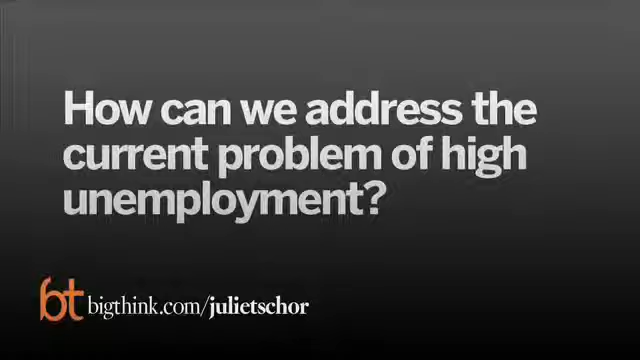 How can we address the
current problem of high
unemployment?
bt bigthink.com/julietschor